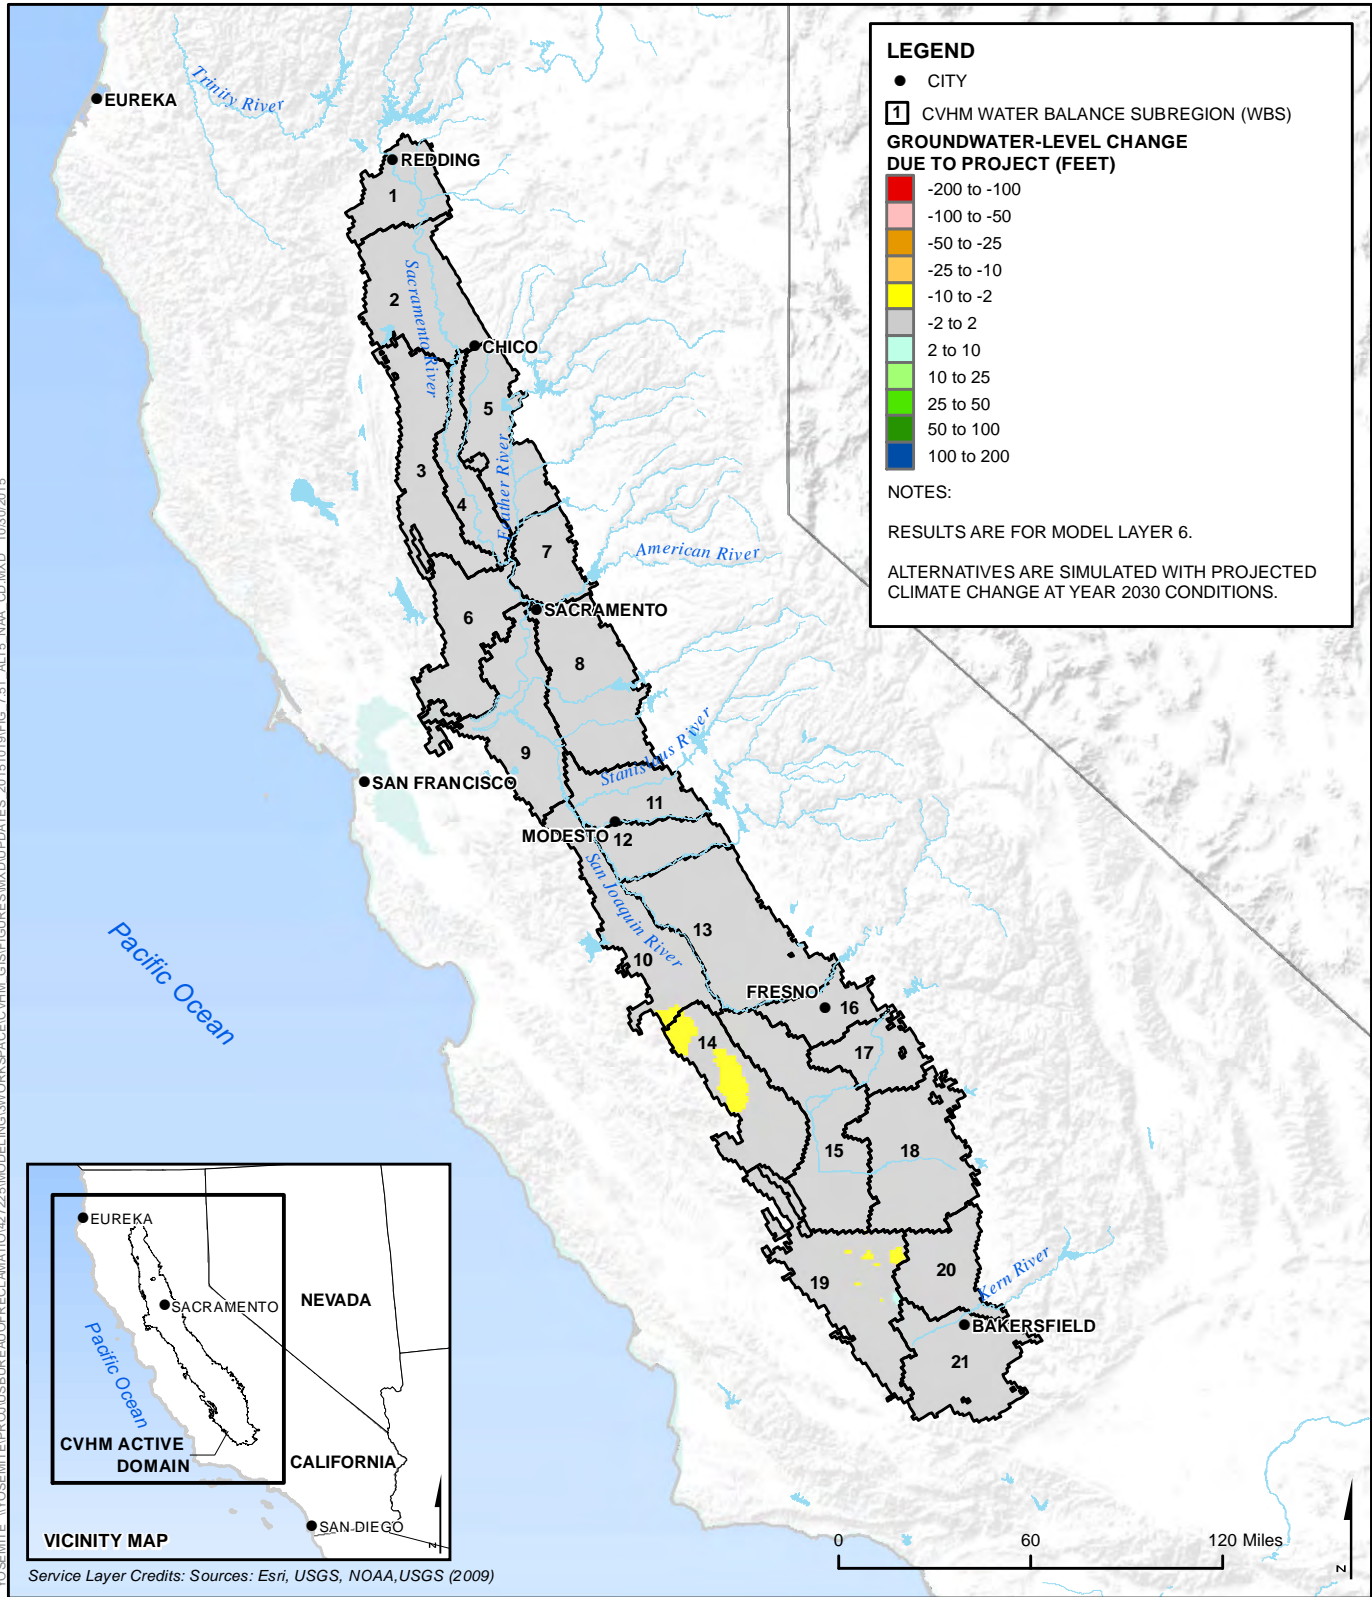 LEGEND
CITY
1 CVHM WATER BALANCE SUBREGION (WBS)
GROUNDWATER-LEVEL CHANGE
DUE TO PROJECT (FEET)
-200 to -100
-100 to -50
-50 to -25
-25 to -10
-10 to -2
-2 to 2
2 to 10
10 to 25
25 to 50
50 to 100
100 to 200
NOTES:
RESULTS ARE FOR MODEL LAYER 6.
ALTERNATIVES ARE SIMULATED WITH PROJECTED
CLIMATE CHANGE AT YEAR 2030 CONDITIONS.
Trinity River
EUREKA
REDDING
1
2
Sacramento River
CHICO
5
3
4
Feather River
7
American River
6
SACRAMENTO
8
9
Stanislaus River
SAN FRANCISCO
11
MODESTO
12
San Joaquin River
13
10
Pacific Ocean
FRESNO
16
14
17
15
18
19
20
Kern River
BAKERSFIELD
21
EUREKA
SACRAMENTO
NEVADA
Pacific Ocean
CVHM ACTIVE
DOMAIN
CALIFORNIA
SAN DIEGO
VICINITY MAP
Z
0 60 120 Miles
Z
Service Layer Credits: Sources: Esri, USGS, NOAA,USGS (2009)